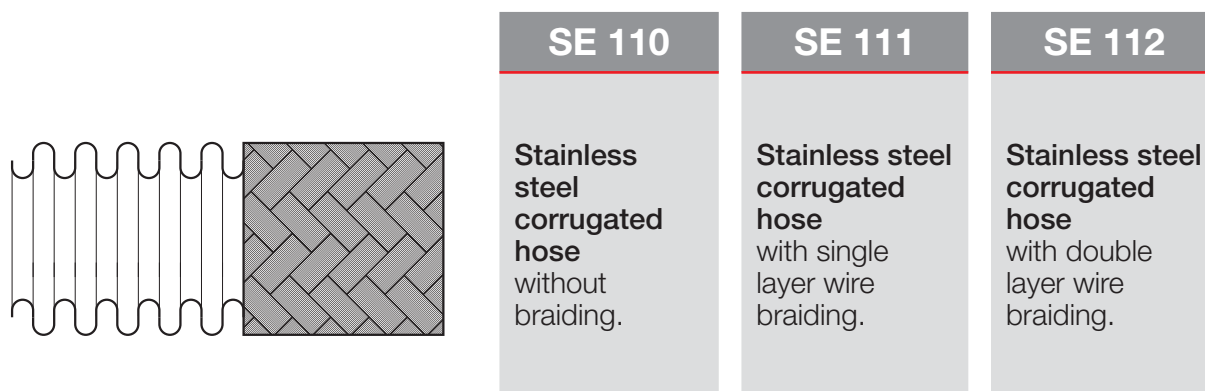 SE 110
Stainless
steel
corrugated
hose
without
braiding.
SE 111
Stainless steel
corrugated
hose
with single
layer wire
braiding.
SE 112
Stainless steel
corrugated
hose
with double
layer wire
braiding.